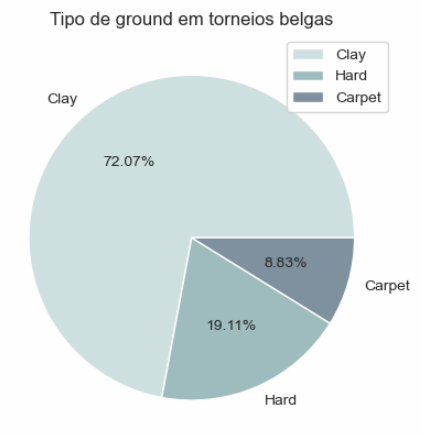 Tipo de ground em torneios belgas
Clay
Hard
Carpet
Clay
72.07%
8.83%
Carpet
19.11%
Hard